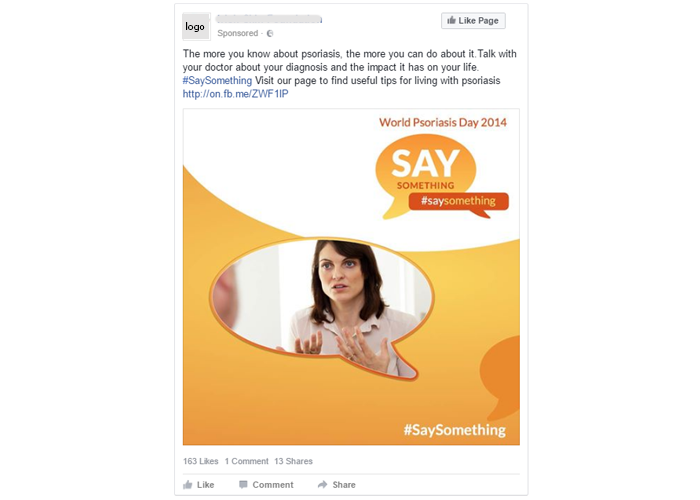 logo
Like Page
Sponsored ·
The more you know about psoriasis, the more you can do about it.Talk with
your doctor about your diagnosis and the impact it has on your life.
#SaySomething Visit our page to find useful tips for living with psoriasis
http://on.fb.me/ZWF1IP
World Psoriasis Day 2014
SAY
SOMETHING
#saysomething
#SaySomething
163 Likes 1 Comment 13 Shares
Like Comment Share